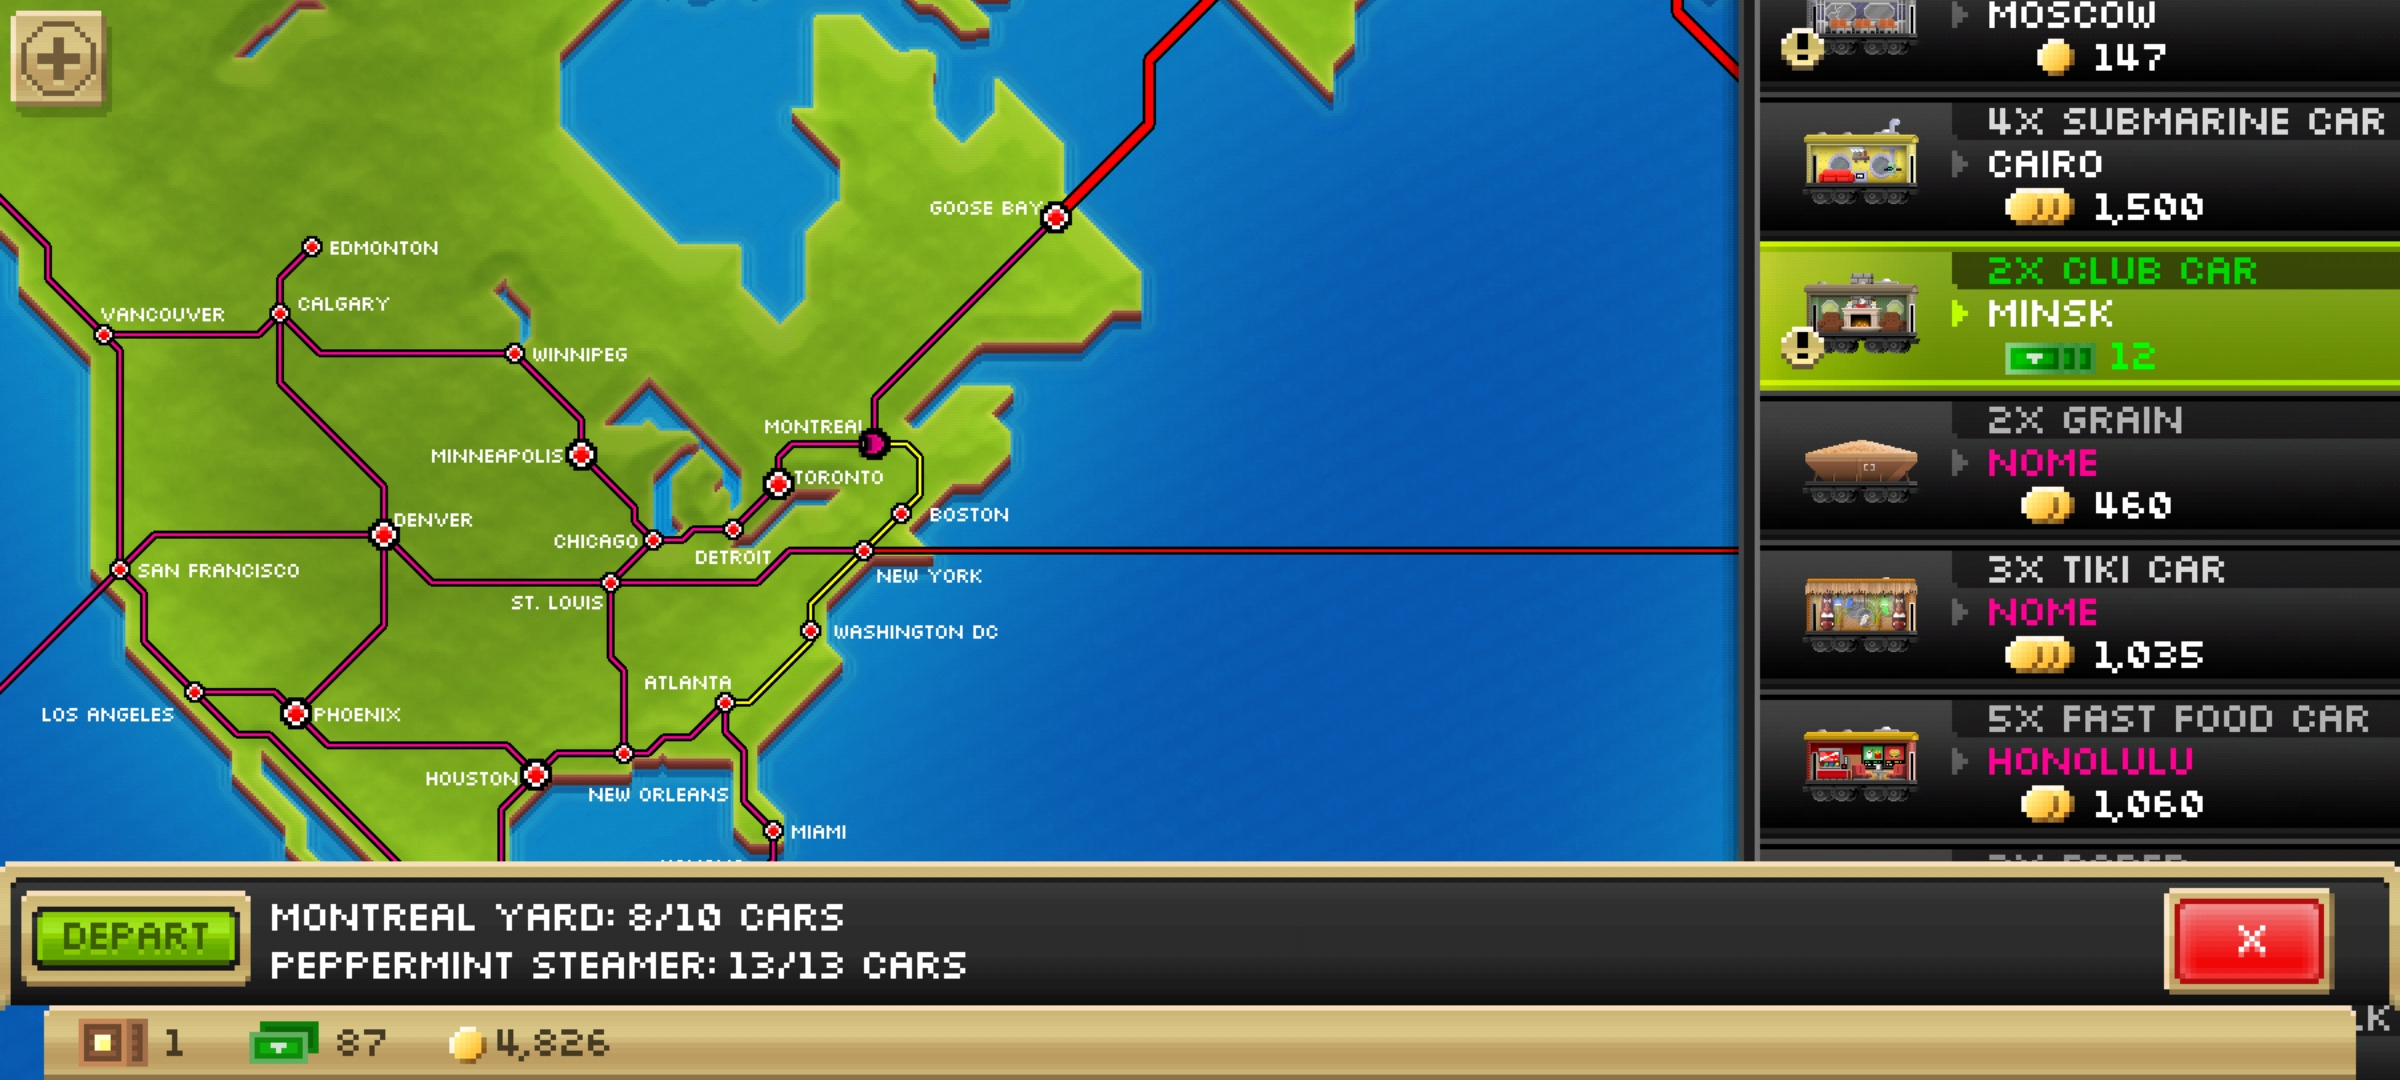 MOSCOW
147
4X SUBMARINE CAR
CAIRO
1,500
2X CLUB CAR
MINSK
12
2X GRAIN
NOME
460
3X TIKI CAR
NOME
1,035
5X FAST FOOD CAR
HONOLULU
1,060
GOOSE BAY
EDMONTON
CALGARY
VANCOUVER
WINNIPEG
MONTREAL
MINNEAPOLIS
TORONTO
DENVER
BOSTON
CHICAGO
DETROIT
SAN FRANCISCO
NEW YORK
ST. LOUIS
WASHINGTON DC
ATLANTA
LOS ANGELES
PHOENIX
HOUSTON
NEW ORLEANS
MIAMI
DEPART
MONTREAL YARD: 8/10 CARS
PEPPERMINT STEAMER: 13/13 CARS
X
1
87
4,826